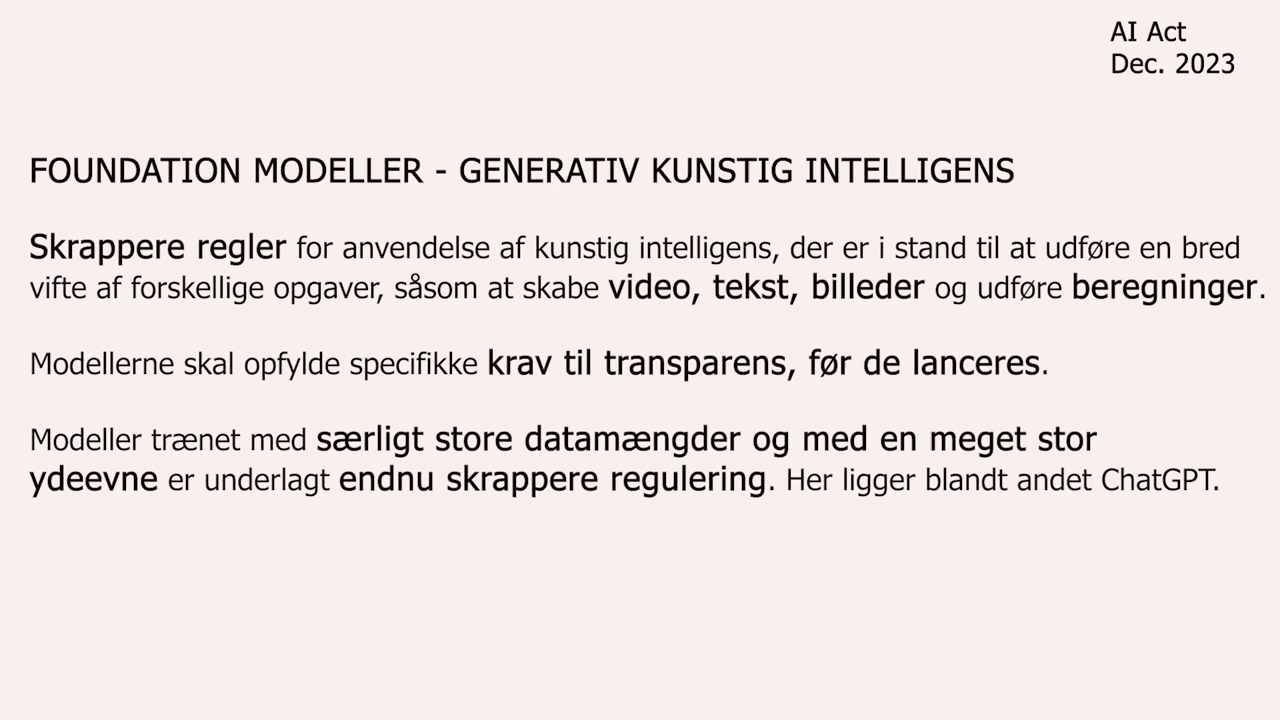 AI Act
Dec. 2023
FOUNDATION MODELLER - GENERATIV KUNSTIG INTELLIGENS
Skrappere regler for anvendelse af kunstig intelligens, der er i stand til at udføre en bred
vifte af forskellige opgaver, såsom at skabe video, tekst, billeder og udføre beregninger.
Modellerne skal opfylde specifikke krav til transparens, før de lanceres.
Modeller trænet med særligt store datamængder og med en meget stor
ydeevne er underlagt endnu skrappere regulering. Her ligger blandt andet ChatGPT.